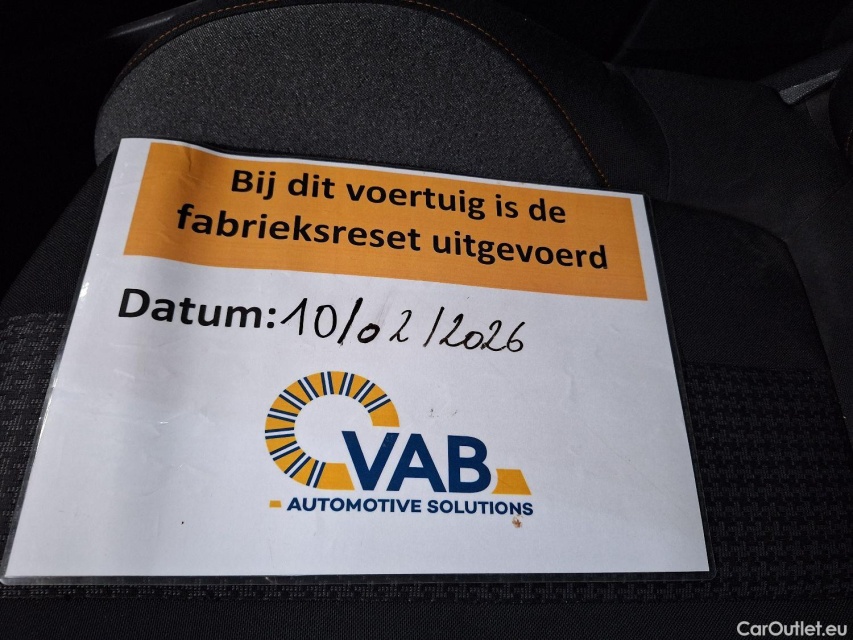 Bij dit voertuig is de
fabrieksreset uitgevoerd
Datum: 10/02/2026
VAB
AUTOMOTIVE SOLUTIONS
CarOutlet.eu